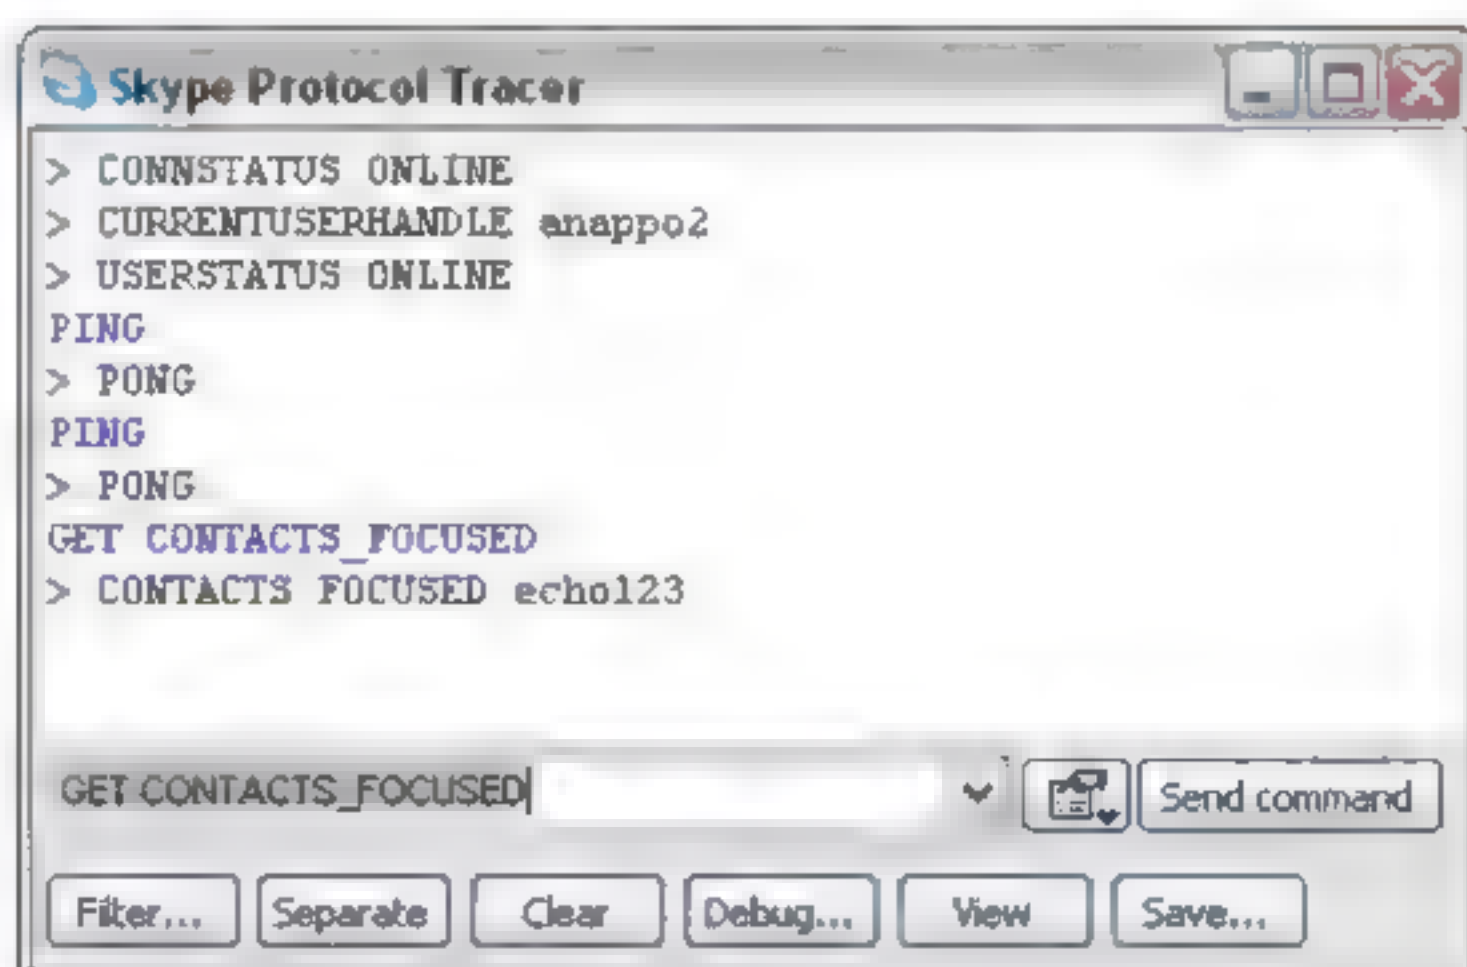 Skype Protocol Tracer
> CONNSTATUS ONLINE
> CURRENTUSERHANDLE anappo2
> USERSTATUS ONLINE
PING
> PONG
PING
> PONG
GET CONTACTS_FOCUSED
> CONTACTS FOCUSED echo123
GET CONTACTS_FOCUSED
Send command
Filter... Separate Clear Debug... View Save...